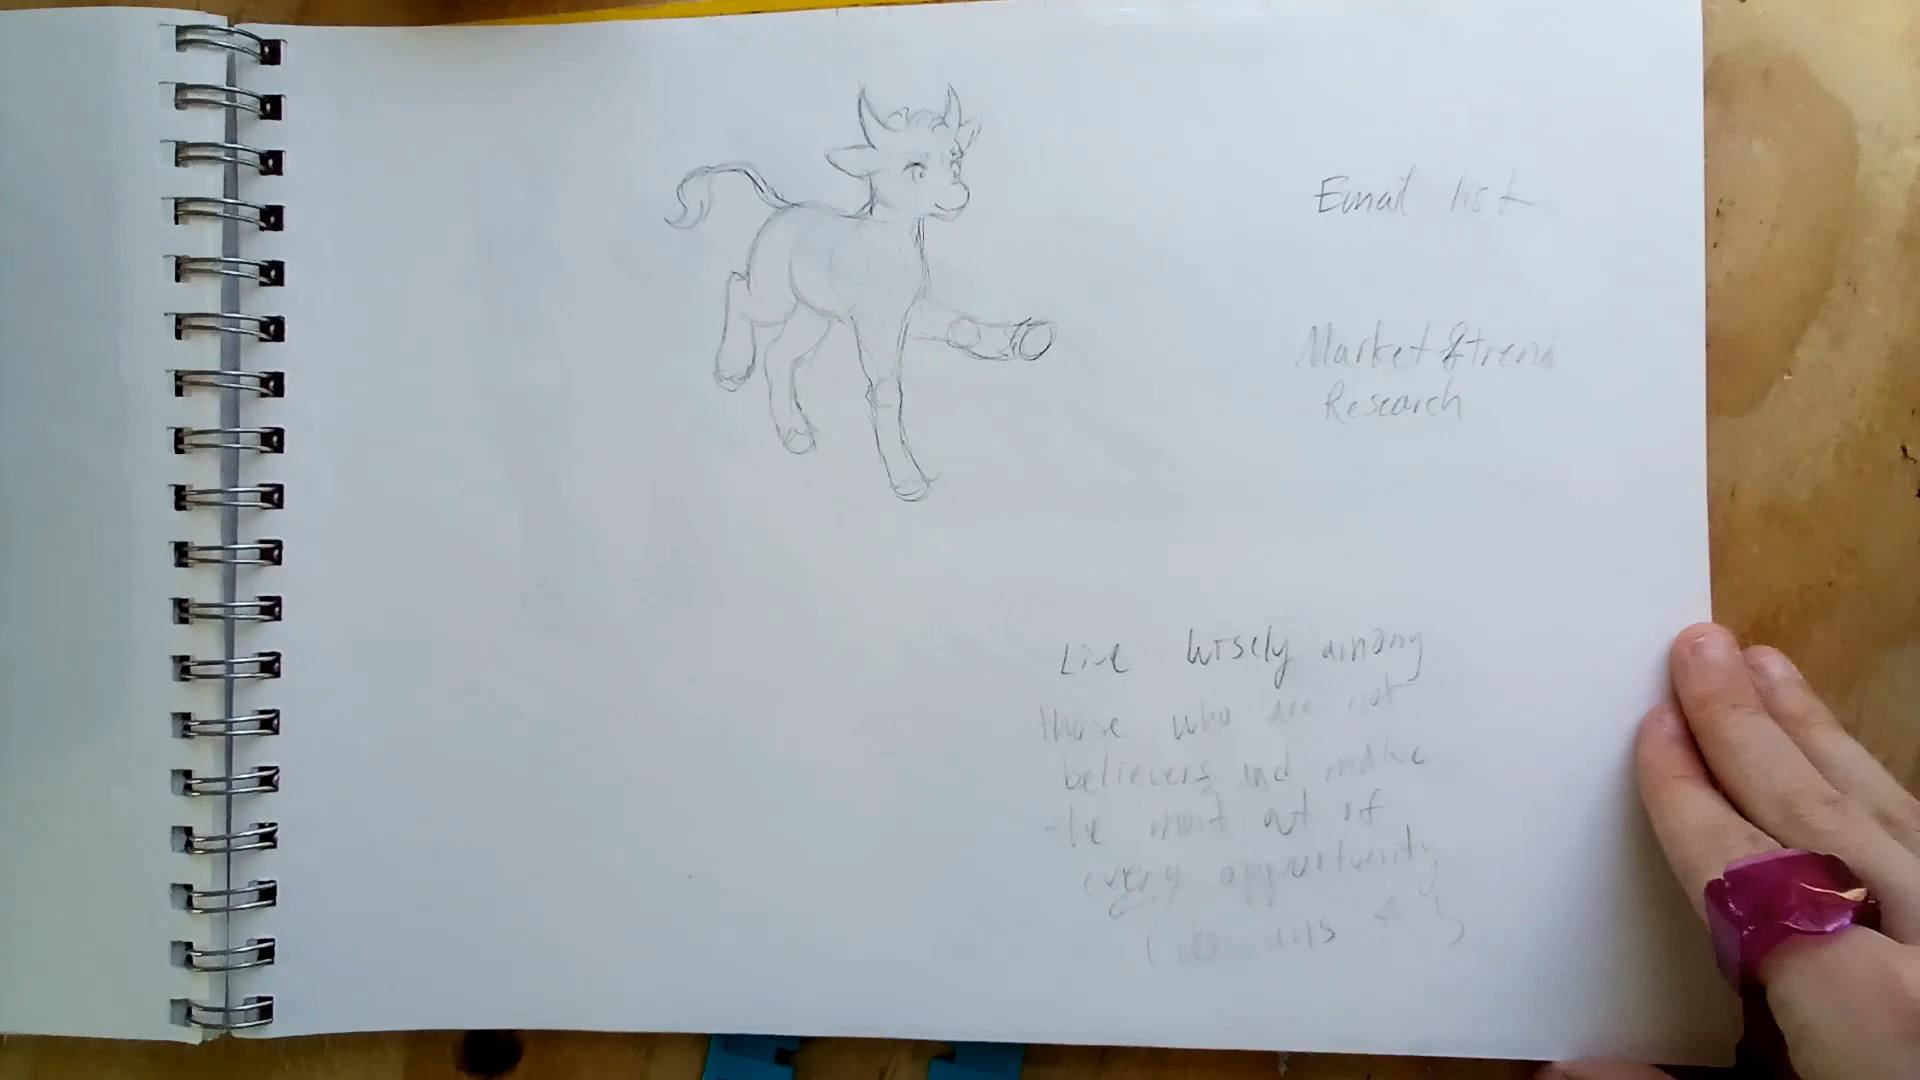 Email list
Market & trend
Research
Live wisely among
those who are not
believers, and make
the most out of
every opportunity